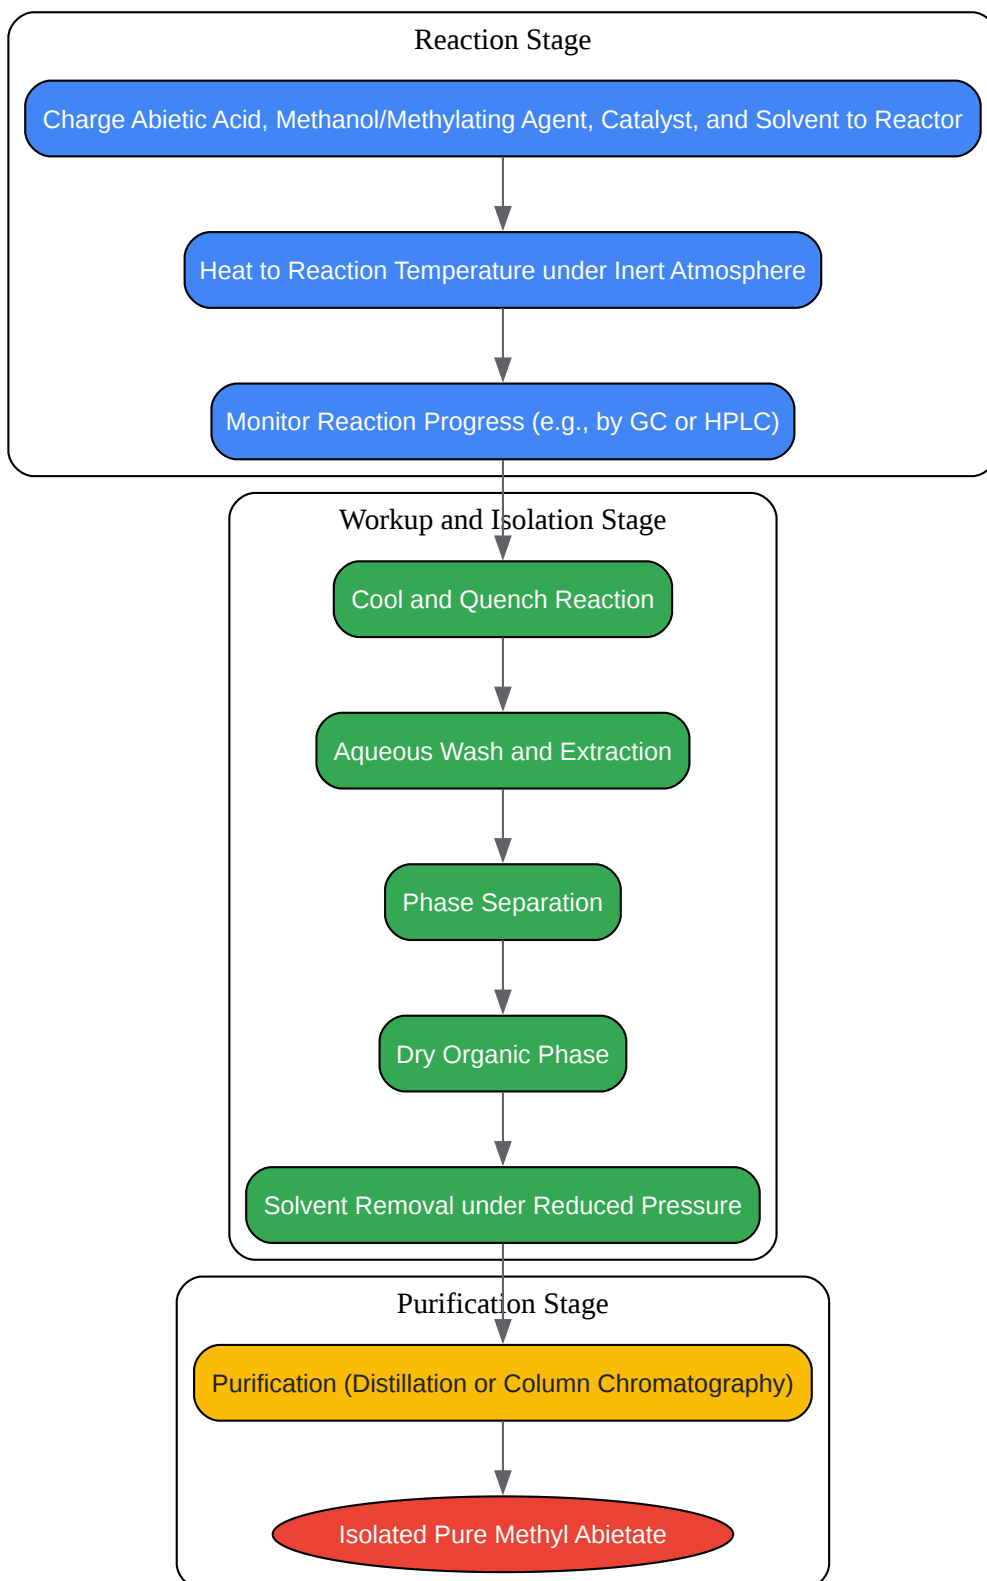 Reaction Stage
Charge Abietic Acid, Methanol/Methylating Agent, Catalyst, and Solvent to Reactor
Heat to Reaction Temperature under Inert Atmosphere
Monitor Reaction Progress (e.g., by GC or HPLC)
Workup and Isolation Stage
Cool and Quench Reaction
Aqueous Wash and Extraction
Phase Separation
Dry Organic Phase
Solvent Removal under Reduced Pressure
Purification Stage
Purification (Distillation or Column Chromatography)
Isolated Pure Methyl Abietate